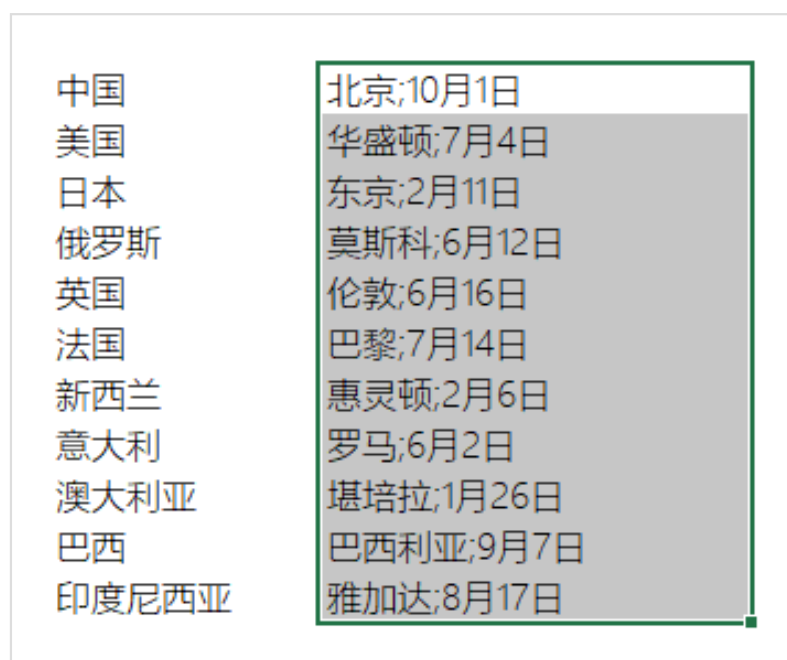 中国 北京;10月1日
美国 华盛顿;7月4日
日本 东京;2月11日
俄罗斯 莫斯科;6月12日
英国 伦敦;6月16日
法国 巴黎;7月14日
新西兰 惠灵顿;2月6日
意大利 罗马;6月2日
澳大利亚 堪培拉;1月26日
巴西 巴西利亚;9月7日
印度尼西亚 雅加达;8月17日